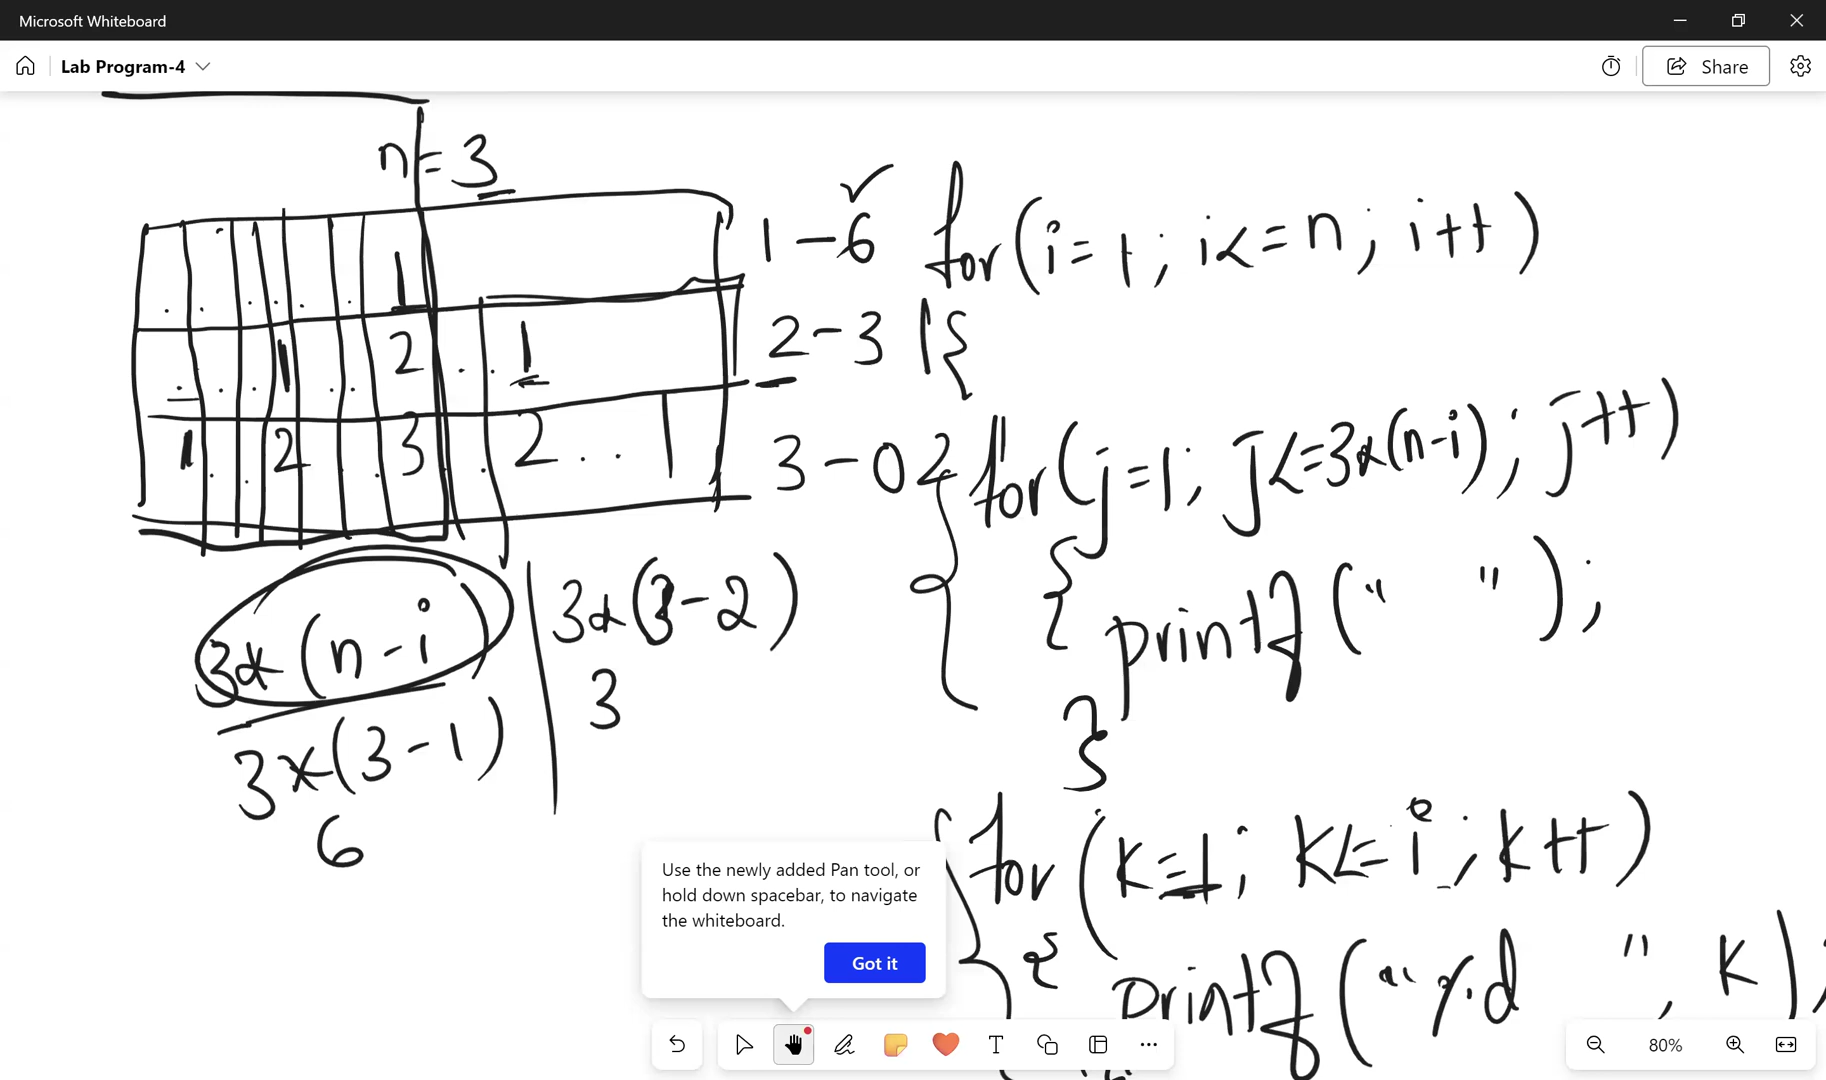 Microsoft Whiteboard
Lab Program-4
Share
n = 3
1
2 1
1 2
1 2 3 2 1
1 - 6
2 - 3
3 - 0
3 * (n - i)
3 * (3 - 1)
6
3 * (3 - 2)
3
for (i = 1; i <= n; i++)
{
for (j = 1; j <= 3 * (n-i); j++)
{
printf (" ");
}
for (k = 1; k <= i; k++)
{
printf ("%d ", k);
Use the newly added Pan tool, or
hold down spacebar, to navigate
the whiteboard.
Got it
80%